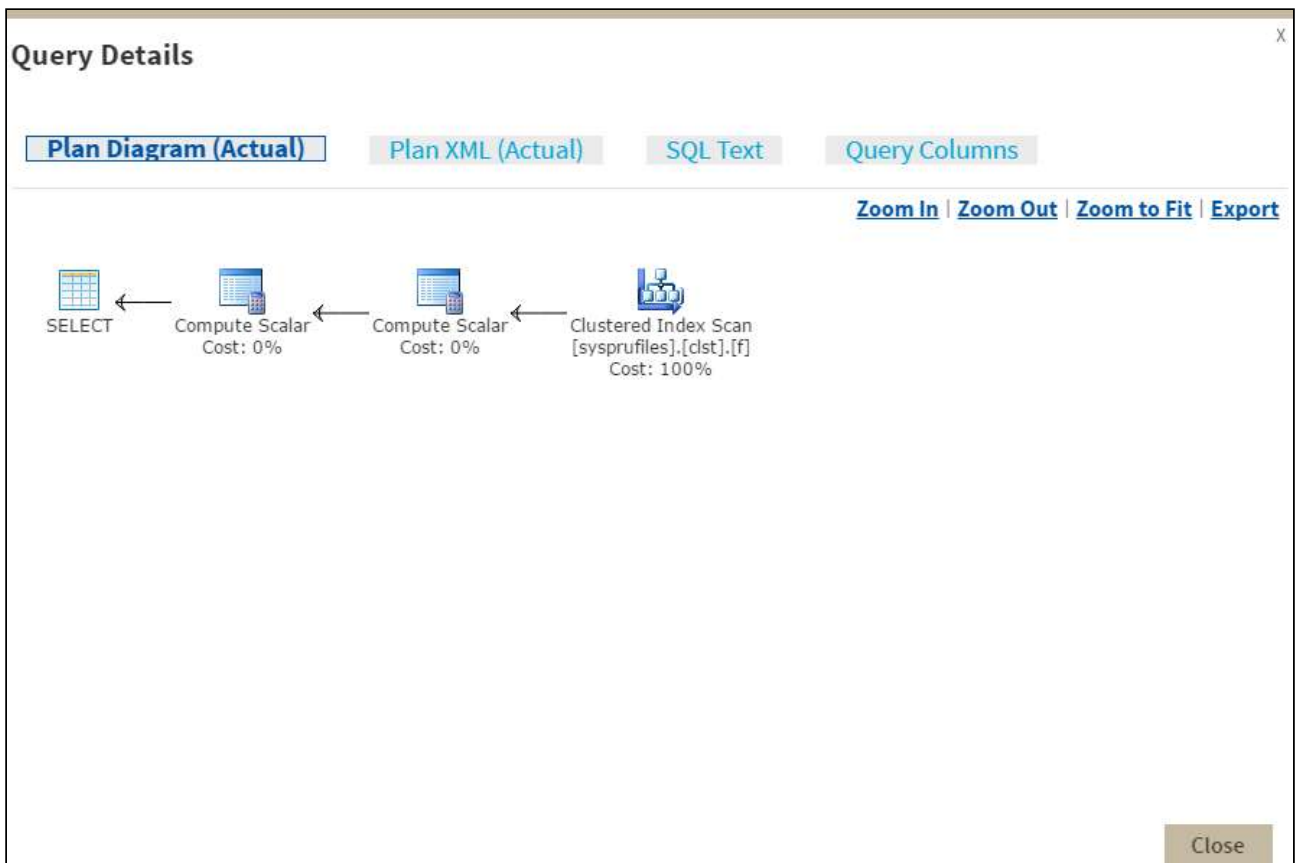 X
Query Details
Plan Diagram (Actual) Plan XML (Actual) SQL Text Query Columns
Zoom In | Zoom Out | Zoom to Fit | Export
SELECT Compute Scalar Compute Scalar Clustered Index Scan
Cost: 0% Cost: 0% [sysprufiles].[clst].[f]
Cost: 100%
Close